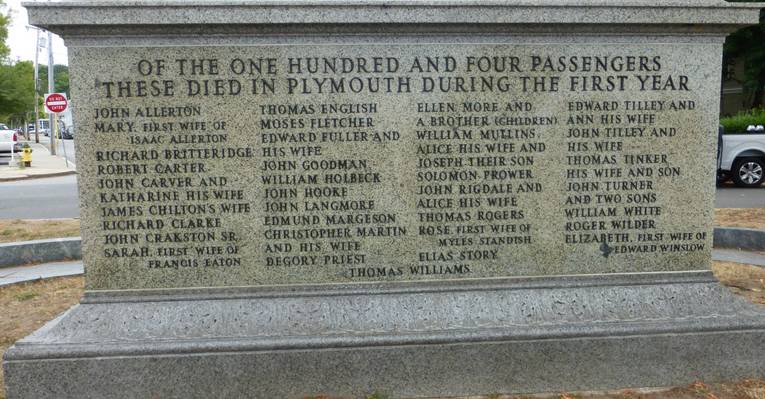 OF THE ONE HUNDRED AND FOUR PASSENGERS
THESE DIED IN PLYMOUTH DURING THE FIRST YEAR
JOHN ALLERTON
MARY, FIRST WIFE OF
ISAAC ALLERTON
RICHARD BRITTERIDGE
ROBERT CARTER
JOHN CARVER AND
KATHARINE HIS WIFE
JAMES CHILTON'S WIFE
RICHARD CLARKE
JOHN CRAKSTON SR.
SARAH, FIRST WIFE OF
FRANCIS EATON
THOMAS ENGLISH
MOSES FLETCHER
EDWARD FULLER AND
HIS WIFE
JOHN GOODMAN
WILLIAM HOLBECK
JOHN HOOKE
JOHN LANGMORE
EDMUND MARGESON
CHRISTOPHER MARTIN
AND HIS WIFE
DEGORY PRIEST
ELLEN MORE AND
A BROTHER (CHILDREN)
WILLIAM MULLINS
ALICE HIS WIFE AND
JOSEPH THEIR SON
SOLOMON PROWER
JOHN RIGDALE AND
ALICE HIS WIFE
THOMAS ROGERS
ROSE, FIRST WIFE OF
MYLES STANDISH
ELIAS STORY
EDWARD TILLEY AND
ANN HIS WIFE
JOHN TILLEY AND
HIS WIFE
THOMAS TINKER
HIS WIFE AND SON
JOHN TURNER
AND TWO SONS
WILLIAM WHITE
ROGER WILDER
ELIZABETH, FIRST WIFE OF
EDWARD WINSLOW
THOMAS WILLIAMS
DO NOT
ENTER